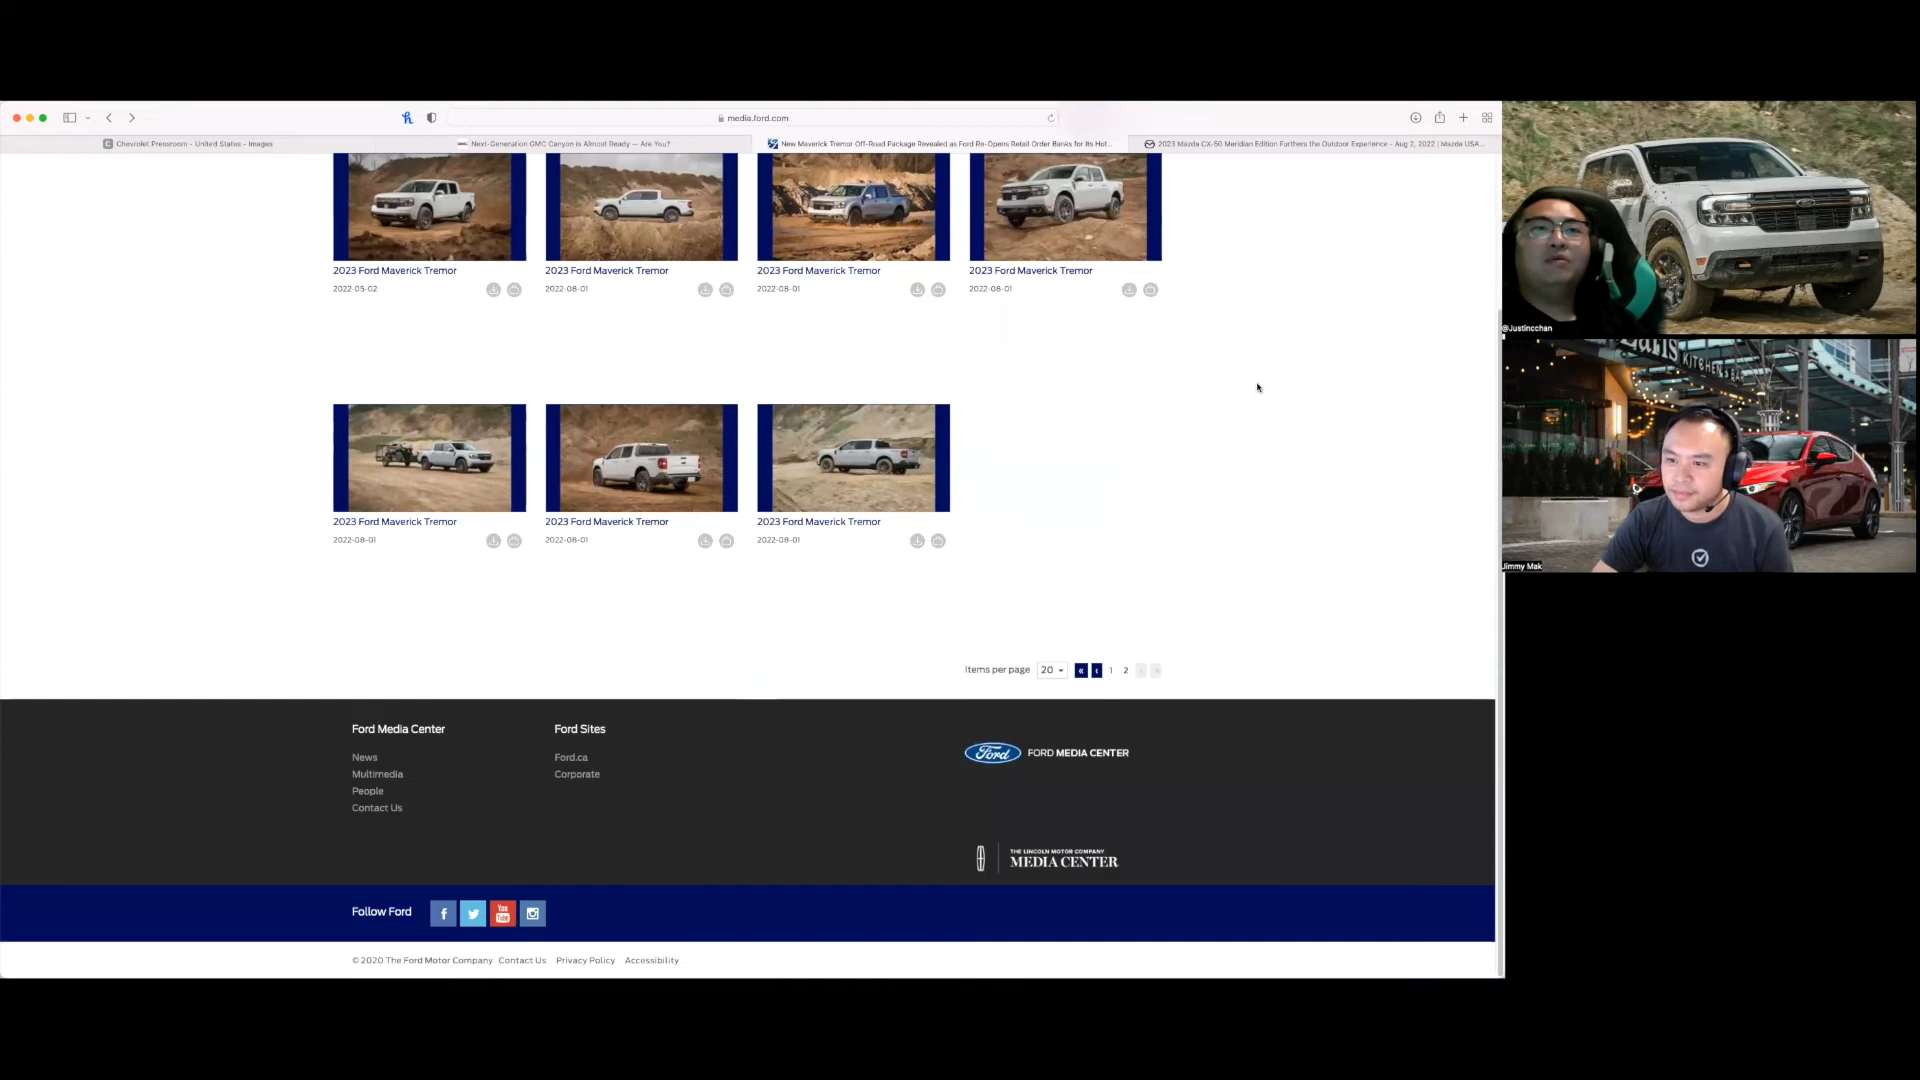 media.ford.com
Chevrolet Pressroom - United States - Images
Next-Generation GMC Canyon is Almost Ready — Are You?
New Maverick Tremor Off-Road Package Revealed as Ford Re-Opens Retail Order Banks for Its Hot...
2023 Mazda CX-50 Meridian Edition Furthers the Outdoor Experience - Aug 2, 2022 | Mazda USA...
2023 Ford Maverick Tremor
2022-05-02
2023 Ford Maverick Tremor
2022-08-01
2023 Ford Maverick Tremor
2022-08-01
2023 Ford Maverick Tremor
2022-08-01
@Justincchan
KITCHEN & BAR
Jimmy Mak
2023 Ford Maverick Tremor
2022-08-01
2023 Ford Maverick Tremor
2022-08-01
2023 Ford Maverick Tremor
2022-08-01
Items per page 20 « ‹ 1 2 › »
Ford Media Center
News
Multimedia
People
Contact Us
Ford Sites
Ford.ca
Corporate
Ford FORD MEDIA CENTER
THE LINCOLN MOTOR COMPANY
MEDIA CENTER
Follow Ford
You
Tube
© 2020 The Ford Motor Company Contact Us Privacy Policy Accessibility